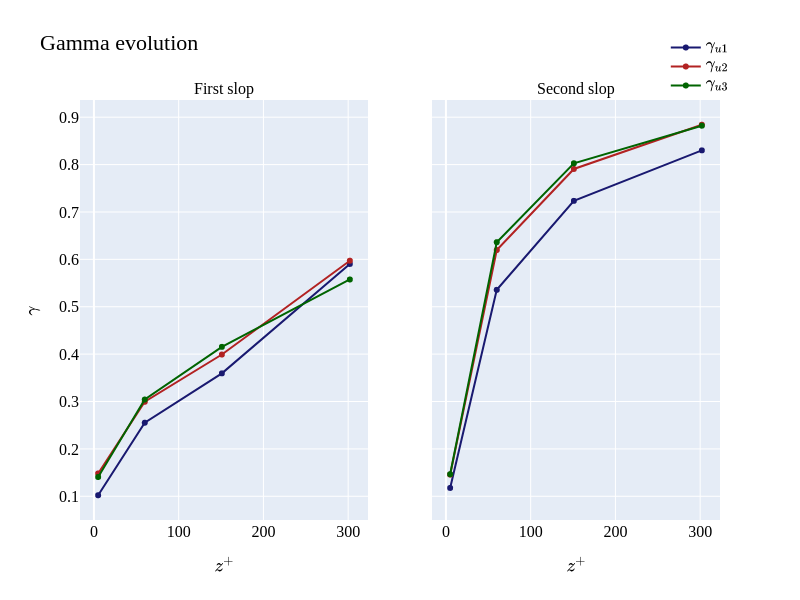 Gamma evolution
γu1
γu2
γu3
First slop
Second slop
0.9
0.8
0.7
0.6
0.5
0.4
0.3
0.2
0.1
γ
0 100 200 300
0 100 200 300
z+
z+